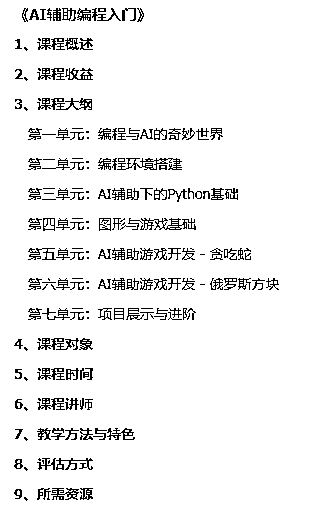 《AI辅助编程入门》
1、课程概述
2、课程收益
3、课程大纲
第一单元：编程与AI的奇妙世界
第二单元：编程环境搭建
第三单元：AI辅助下的Python基础
第四单元：图形与游戏基础
第五单元：AI辅助游戏开发 - 贪吃蛇
第六单元：AI辅助游戏开发 - 俄罗斯方块
第七单元：项目展示与进阶
4、课程对象
5、课程时间
6、课程讲师
7、教学方法与特色
8、评估方式
9、所需资源